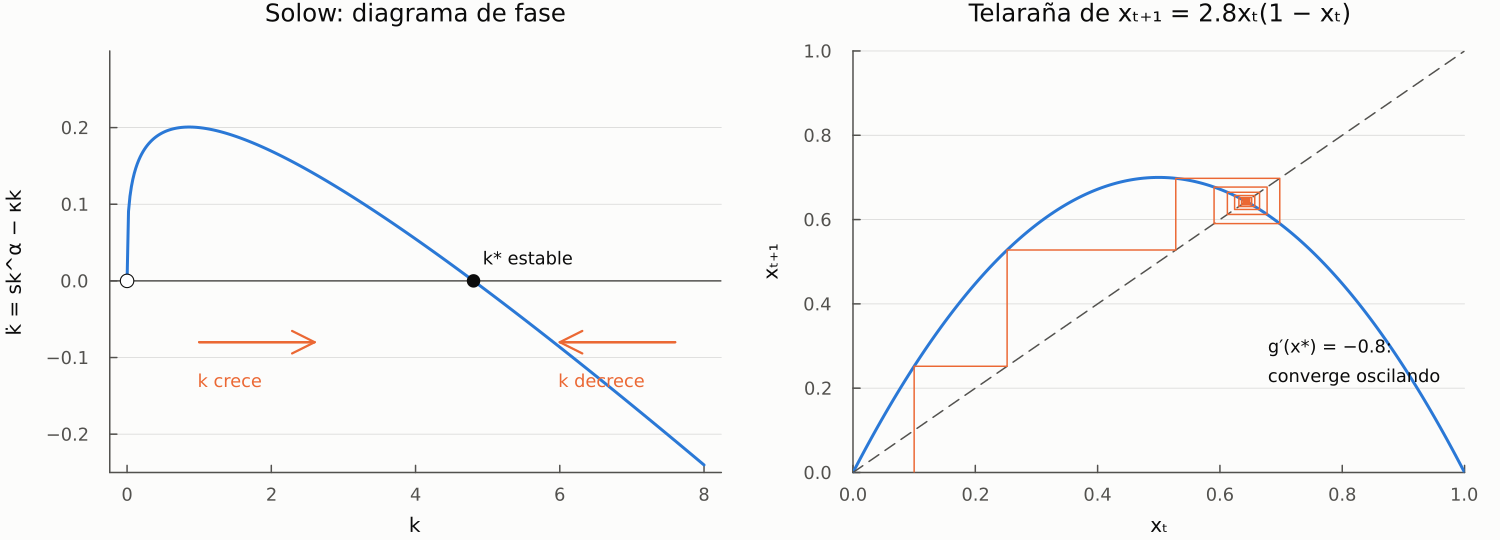 Solow: diagrama de fase
k̇ = sk^α − κk
0.2
0.1
0.0
−0.1
−0.2
k* estable
k crece
k decrece
0
2
4
6
8
k
Telaraña de xₜ₊₁ = 2.8xₜ(1 − xₜ)
xₜ₊₁
1.0
0.8
0.6
0.4
0.2
0.0
g′(x*) = −0.8:
converge oscilando
0.0
0.2
0.4
0.6
0.8
1.0
xₜ